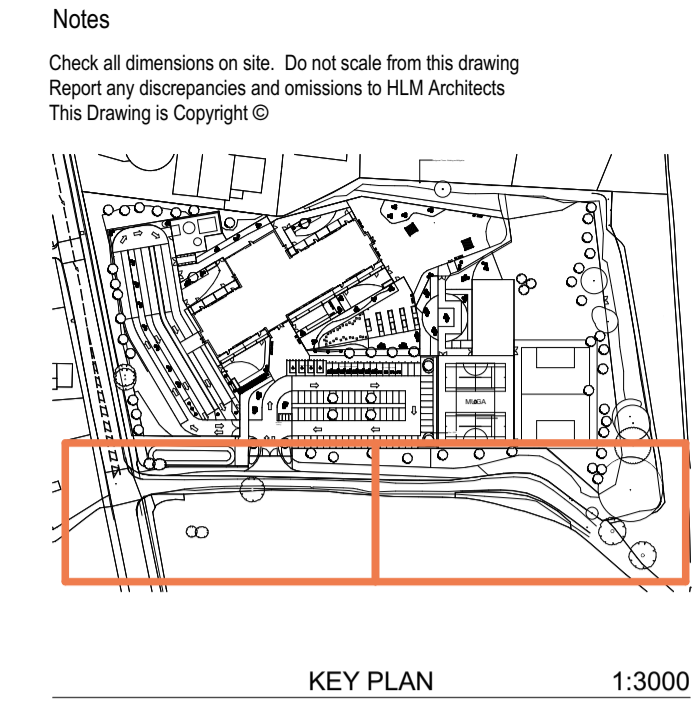 Notes
Check all dimensions on site. Do not scale from this drawing
Report any discrepancies and omissions to HLM Architects
This Drawing is Copyright ©
MUGA
KEY PLAN 1:3000